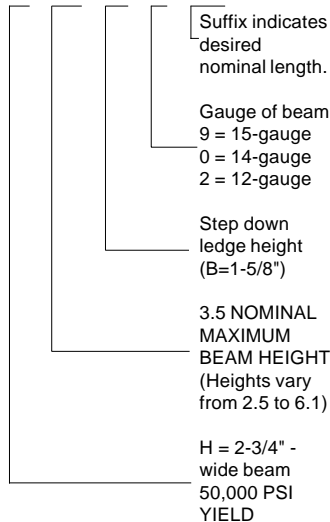 Suffix indicates
desired
nominal length.
Gauge of beam
9 = 15-gauge
0 = 14-gauge
2 = 12-gauge
Step down
ledge height
(B=1-5/8")
3.5 NOMINAL
MAXIMUM
BEAM HEIGHT
(Heights vary
from 2.5 to 6.1)
H = 2-3/4" -
wide beam
50,000 PSI
YIELD